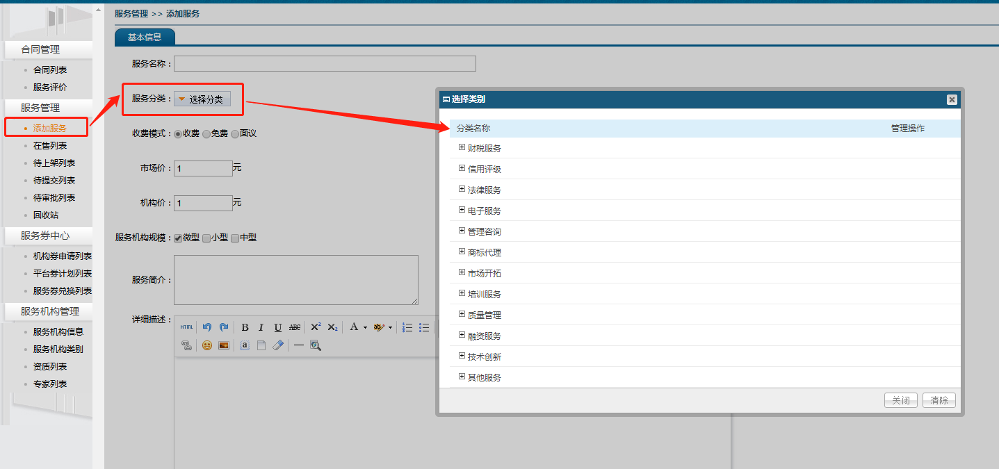 合同管理
合同列表
服务评价
服务管理
添加服务
在售列表
待上架列表
待提交列表
待审批列表
回收站
服务券中心
机构券申请列表
平台券计划列表
服务券兑换列表
服务机构管理
服务机构信息
服务机构类别
资质列表
专家列表
服务管理 >> 添加服务
基本信息
服务名称：
服务分类： 选择分类
收费模式： 收费 免费 面议
市场价： 1 元
机构价： 1 元
服务机构规模： 微型 小型 中型
服务简介：
详细描述：
HTML B I U ABC X² X₂ A ab
a
选择类别
分类名称 管理操作
财税服务
信用评级
法律服务
电子服务
管理咨询
商标代理
市场开拓
培训服务
质量管理
融资服务
技术创新
其他服务
关闭 清除